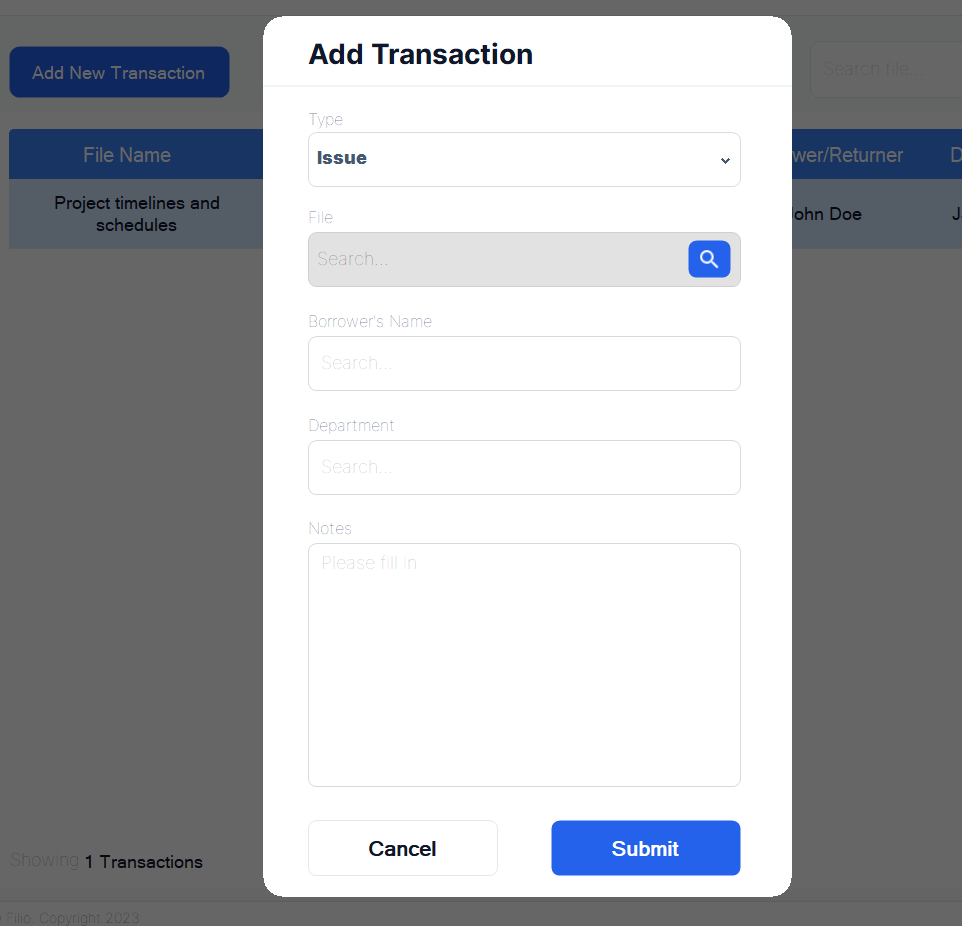 Add Transaction
Add New Transaction
Search file
Type
Issue
File Name
wer/Returner
D
Project timelines and
schedules
John Doe
J
File
Search...
Borrower's Name
Search...
Department
Search...
Notes
Please fill in
Cancel
Submit
Showing 1 Transactions
Filio. Copyright 2023